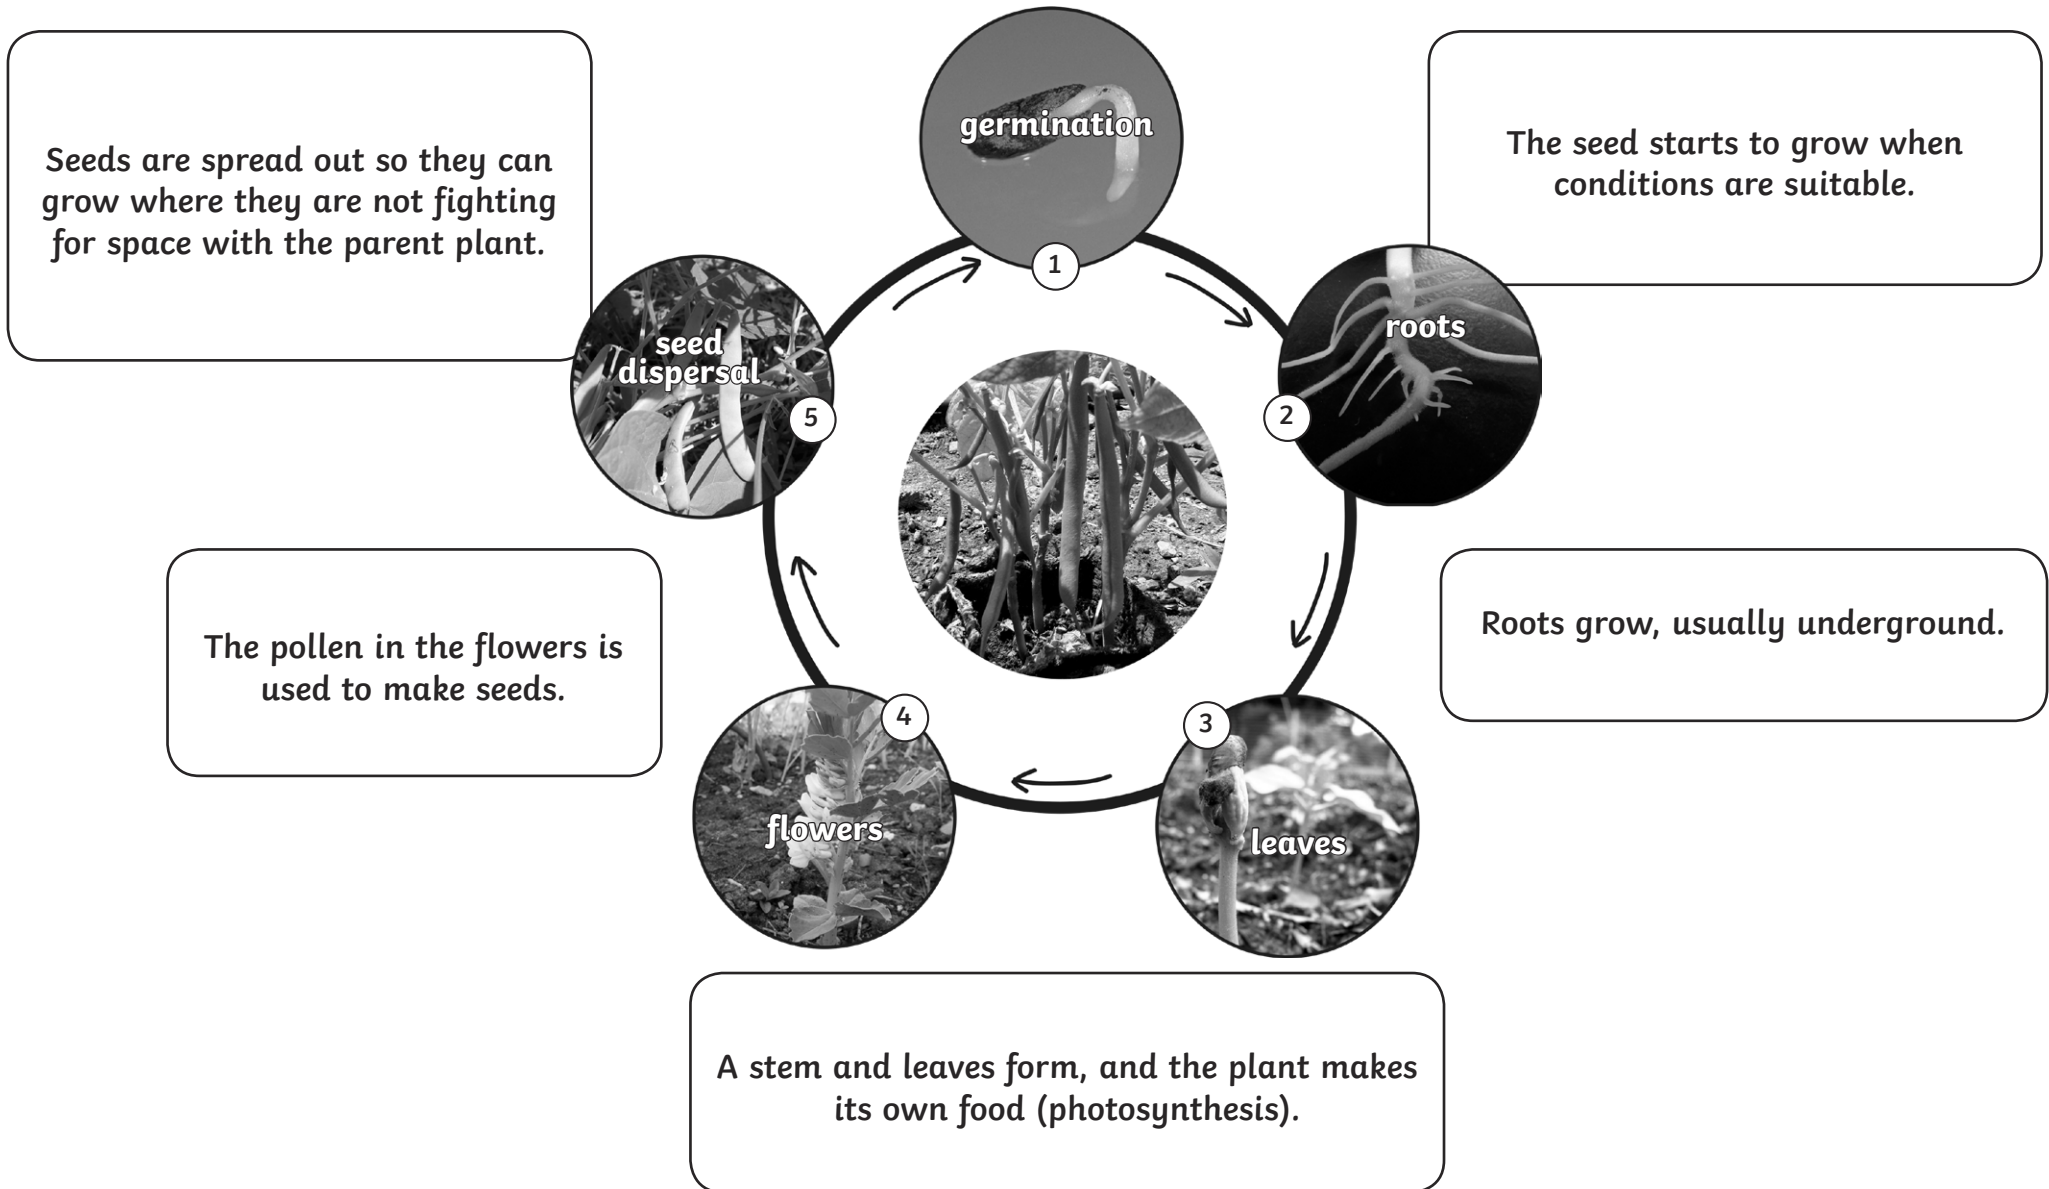 germination
1
The seed starts to grow when
conditions are suitable.
roots
2
Roots grow, usually underground.
3
leaves
A stem and leaves form, and the plant makes
its own food (photosynthesis).
4
flowers
The pollen in the flowers is
used to make seeds.
seed
dispersal
5
Seeds are spread out so they can
grow where they are not fighting
for space with the parent plant.